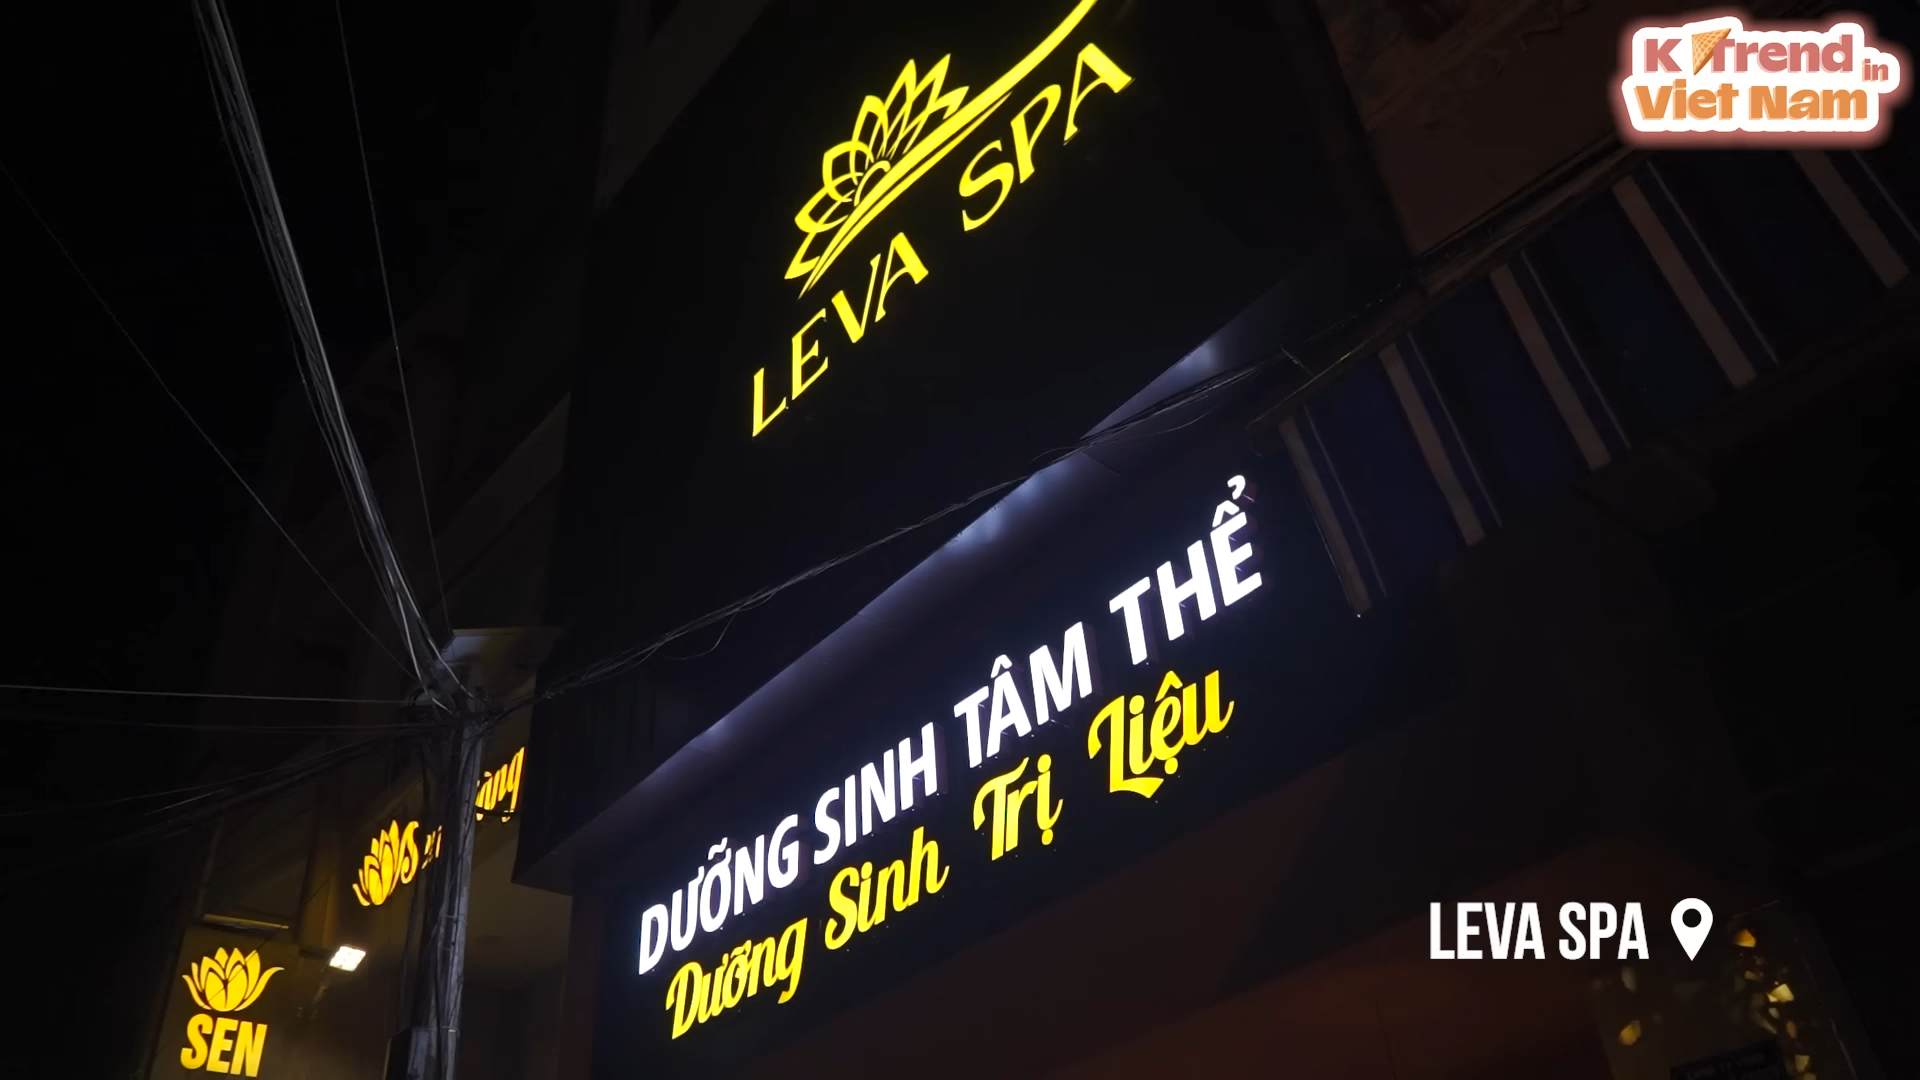 K Trend in
Viet Nam
LEVA SPA
DƯỠNG SINH TÂM THỂ
Dưỡng Sinh Trị Liệu
SEN
LEVA SPA